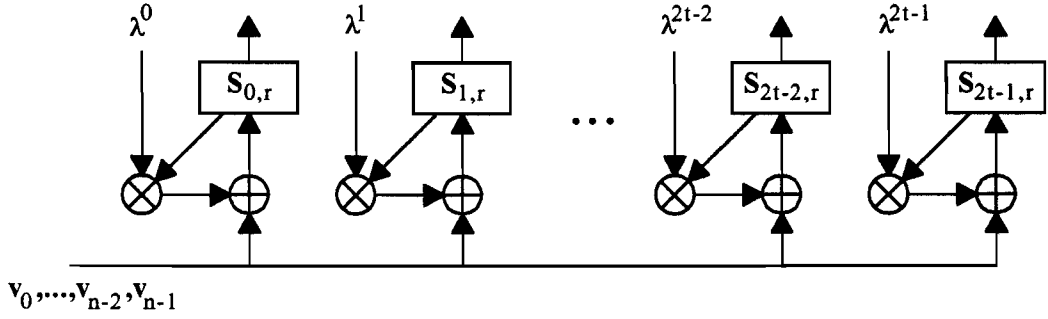 λ^0 λ^1 λ^{2t-2} λ^{2t-1}
S_{0,r} S_{1,r} ... S_{2t-2,r} S_{2t-1,r}
v_0,...,v_{n-2},v_{n-1}